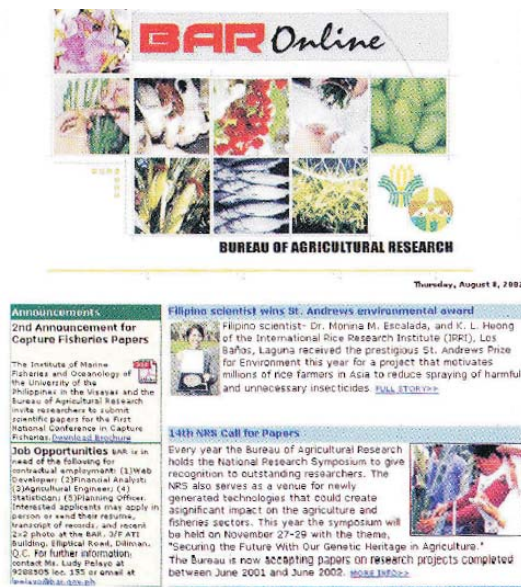 BAR Online
BUREAU OF AGRICULTURAL RESEARCH
Thursday, August 8, 2002
Announcements
2nd Announcement for
Capture Fisheries Papers
The Institute of Marine
Fisheries and Oceanology of
the University of the
Philippines in the Visayas and the
Bureau of Agricultural Research
invite researchers to submit
scientific papers for the First
National Conference in Capture
Fisheries. Download Brochure
Job Opportunities BAR is in
need of the following for
contractual employment: (1)Web
Developer; (2)Financial Analyst;
(3)Agricultural Engineer; (4)
Statistician; (5)Planning Officer.
Interested applicants may apply in
person or send their resume,
transcript of records, and recent
2x2 photo at the BAR, 3/F ATI
Building, Elliptical Road, Diliman,
Q.C. For further information,
contact Ms. Ludy Pelayo at
9288505 loc. 155 or email at
lpelayo@bar.gov.ph
Filipino scientist wins St. Andrews environmental award
Filipino scientist- Dr. Monina M. Escalada, and K. L. Heong
of the International Rice Research Institute (IRRI), Los
Baños, Laguna received the prestigious St. Andrews Prize
for Environment this year for a project that motivates
millions of rice farmers in Asia to reduce spraying of harmful
and unnecessary insecticides. FULL STORY>>
14th NRS Call for Papers
Every year the Bureau of Agricultural Research
holds the National Research Symposium to give
recognition to outstanding researchers. The
NRS also serves as a venue for newly
generated technologies that could create
asignificant impact on the agriculture and
fisheries sectors. This year the symposium will
be held on November 27-29 with the theme,
"Securing the Future With Our Genetic Heritage in Agriculture."
The Bureau is now accepting papers on research projects completed
between June 2001 and June 2002. MORE INFO>>